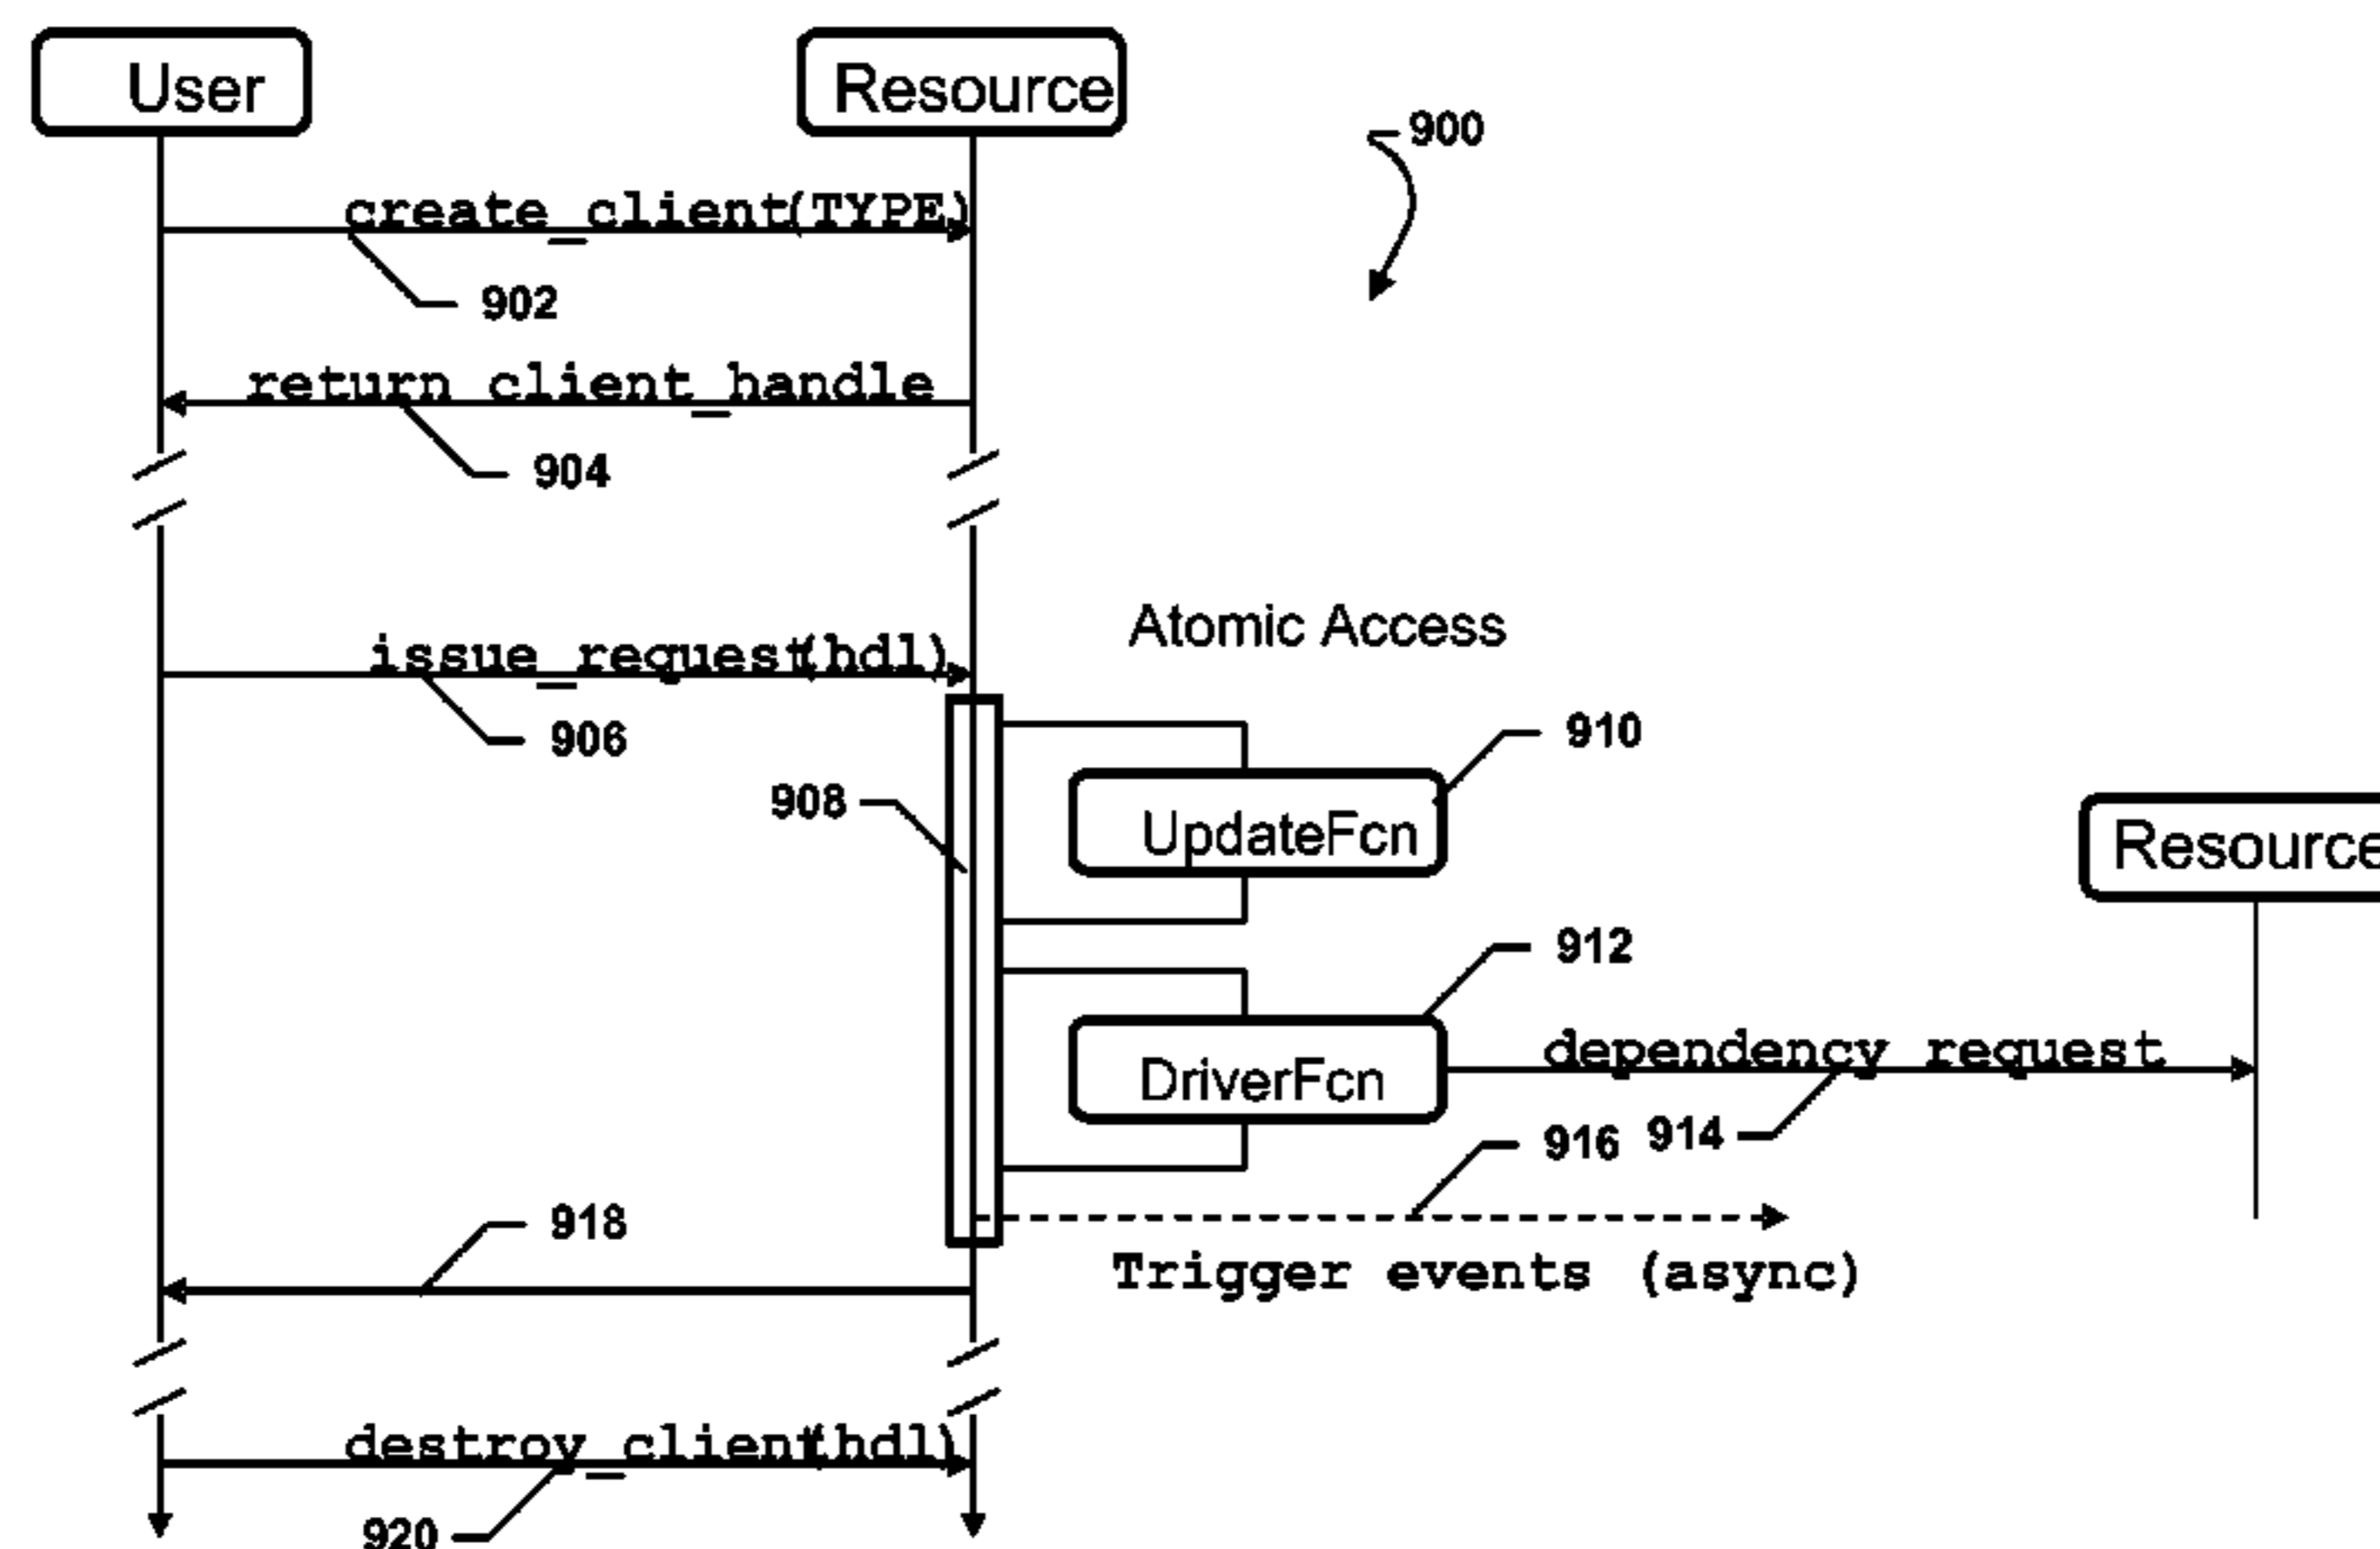 User
Resource
900
create_client(TYPE)
902
return client_handle
904
Atomic Access
issue_request(hdl)
906
910
908
UpdateFcn
Resource
912
dependency request
DriverFcn
914
916
918
Trigger events (async)
destroy_client(hdl)
920